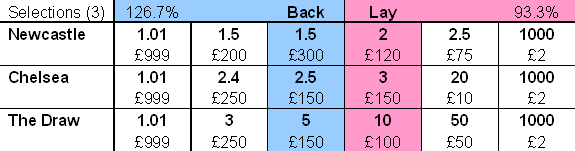 Selections (3) 126.7% Back Lay 93.3%
Newcastle 1.01 1.5 1.5 2 2.5 1000
£999 £200 £300 £120 £75 £2
Chelsea 1.01 2.4 2.5 3 20 1000
£999 £250 £150 £150 £10 £2
The Draw 1.01 3 5 10 50 1000
£999 £250 £150 £100 £50 £2